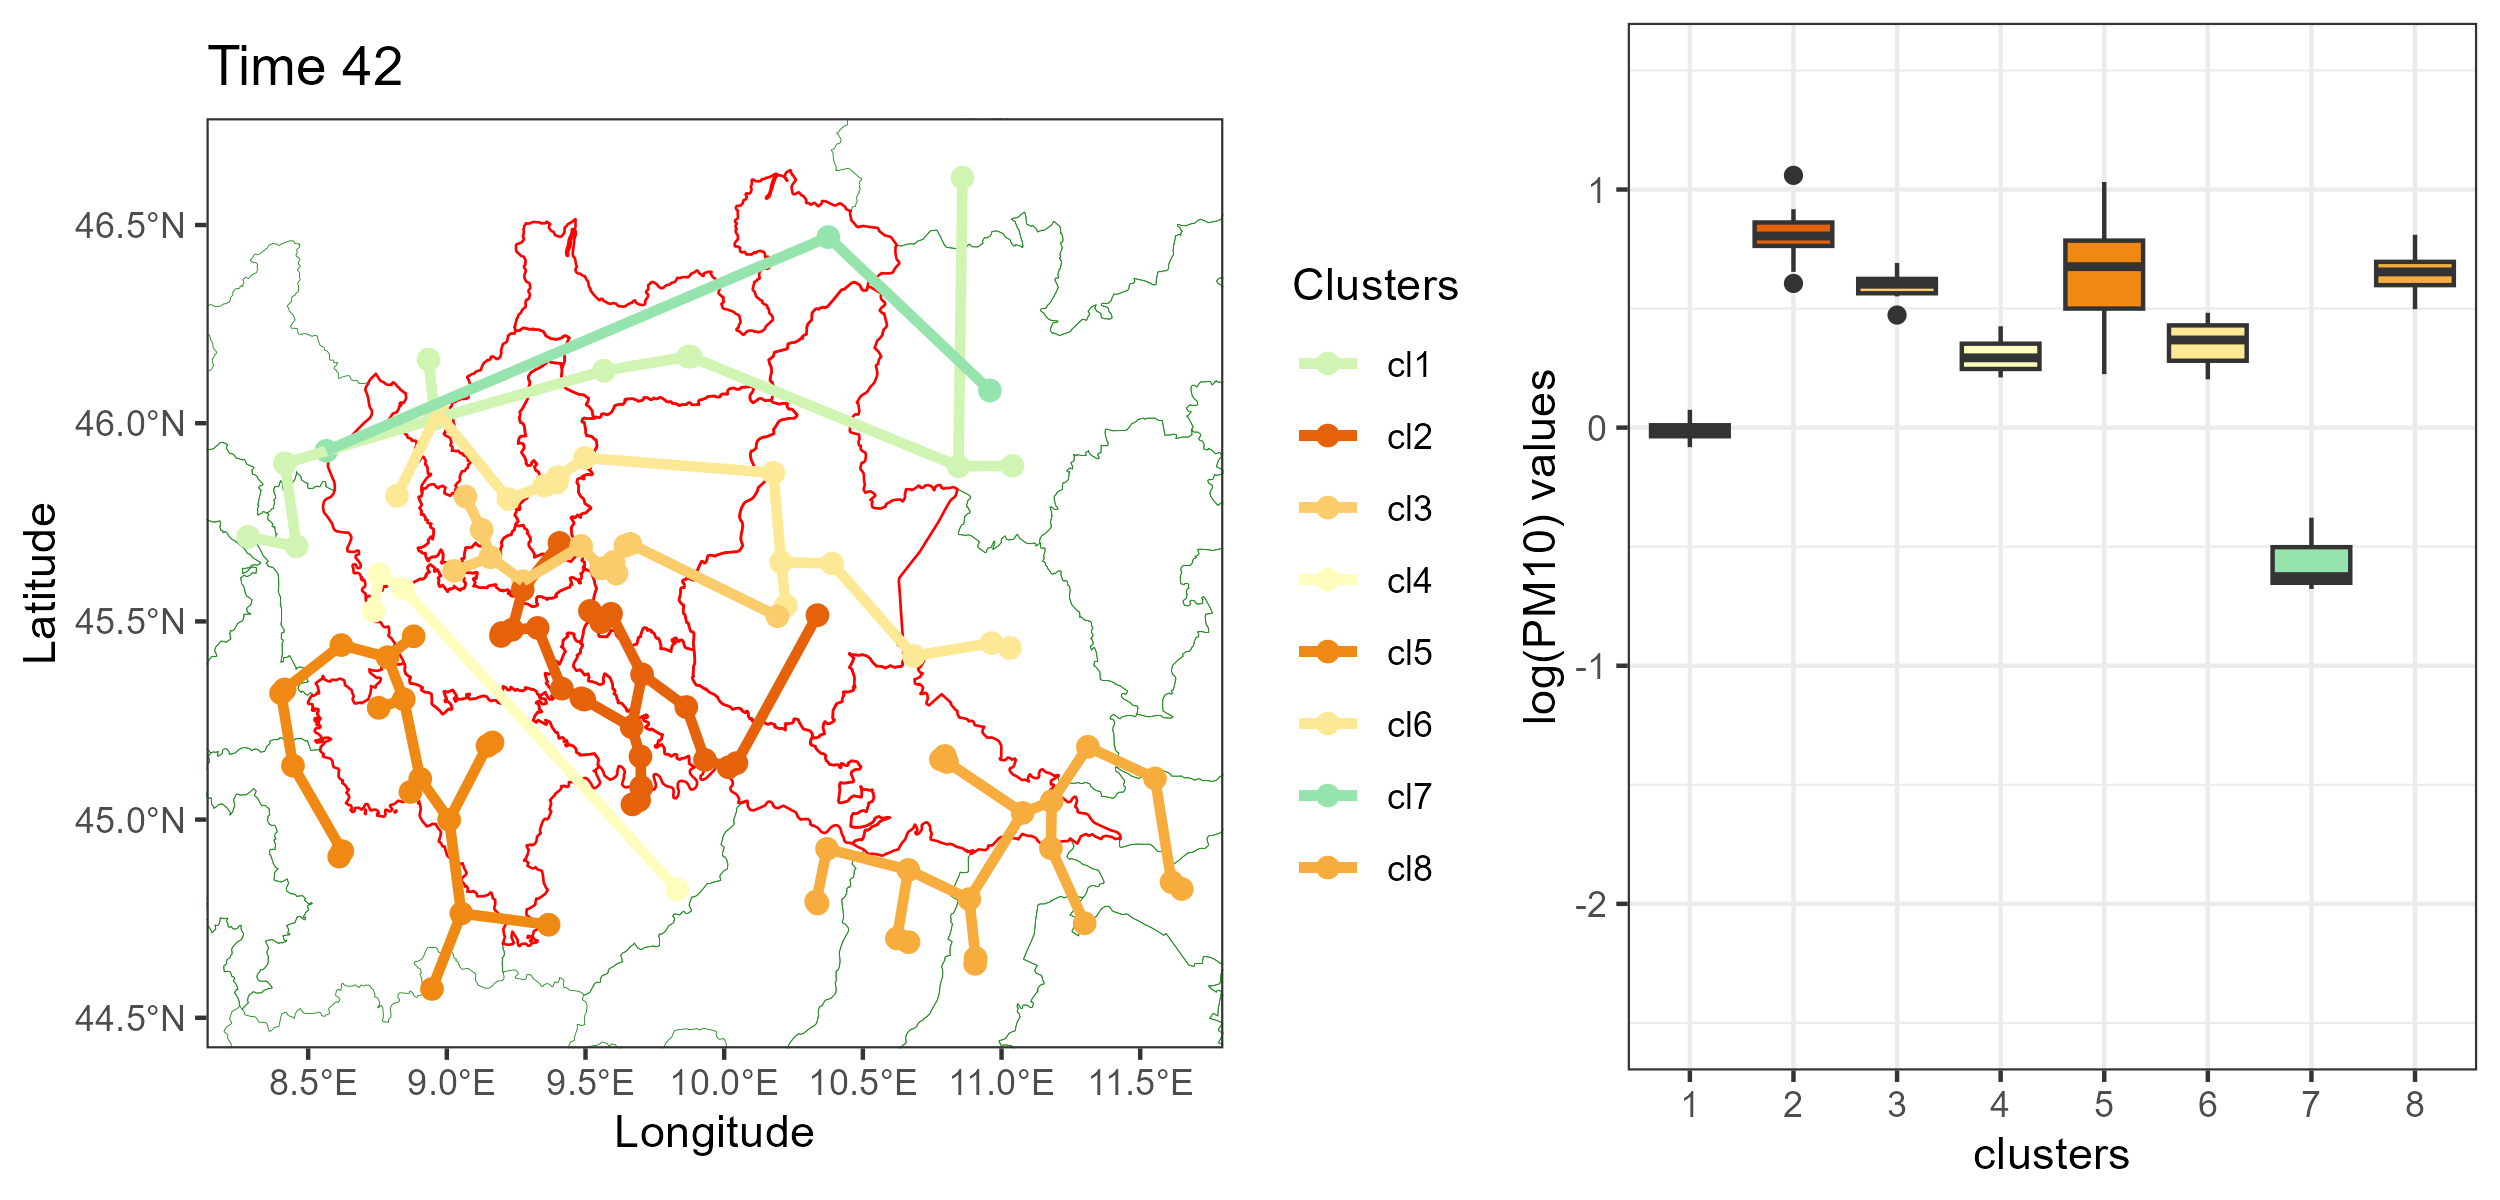 Time 42
46.5°N
46.0°N
45.5°N
45.0°N
44.5°N
Latitude
8.5°E
9.0°E
9.5°E
10.0°E
10.5°E
11.0°E
11.5°E
Longitude
Clusters
cl1
cl2
cl3
cl4
cl5
cl6
cl7
cl8
log(PM10) values
1
0
-1
-2
1
2
3
4
5
6
7
8
clusters